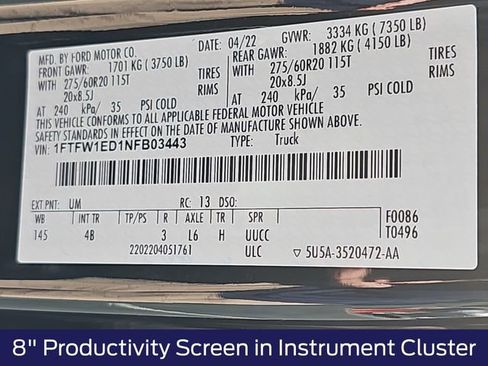 MFD. BY FORD MOTOR CO.
DATE: 04/22 GVWR: 3334 KG ( 7350 LB)
FRONT GAWR: 1701 KG ( 3750 LB) REAR GAWR: 1882 KG ( 4150 LB)
WITH 275/60R20 115T TIRES WITH 275/60R20 115T TIRES
20x8.5J RIMS 20x8.5J RIMS
AT 240 kPa/ 35 PSI COLD AT 240 kPa/ 35 PSI COLD
THIS VEHICLE CONFORMS TO ALL APPLICABLE FEDERAL MOTOR VEHICLE
SAFETY STANDARDS IN EFFECT ON THE DATE OF MANUFACTURE SHOWN ABOVE.
VIN: 1FTFW1ED1NFB03443 TYPE: Truck
EXT PNT: UM RC: 13 DSO:
WB INT TR TP/PS R AXLE TR SPR F0086
145 4B 3 L6 H UUCC T0496
2202204051761 ULC ▽ 5U5A-3520472-AA
8" Productivity Screen in Instrument Cluster